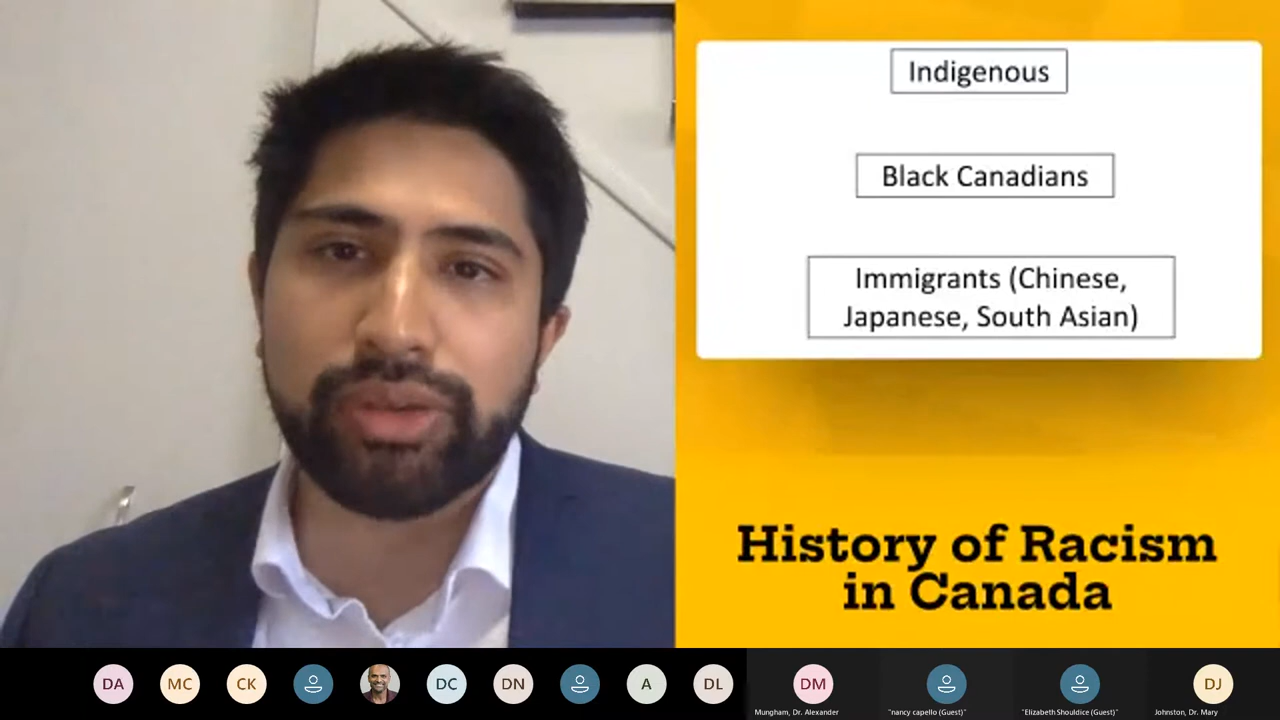 Indigenous
Black Canadians
Immigrants (Chinese,
Japanese, South Asian)
History of Racism
in Canada
DA MC CK DC DN A DL DM DJ
Mungham, Dr. Alexander "nancy capello (Guest)" "Elizabeth Shouldice (Guest)" Johnston, Dr. Mary